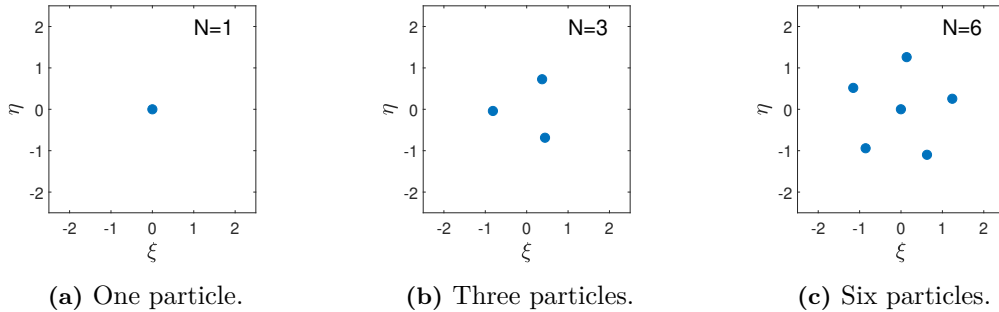 N=1
2
1
0
-1
-2
η
-2 -1 0 1 2
ξ
(a) One particle.
N=3
2
1
0
-1
-2
η
-2 -1 0 1 2
ξ
(b) Three particles.
N=6
2
1
0
-1
-2
η
-2 -1 0 1 2
ξ
(c) Six particles.